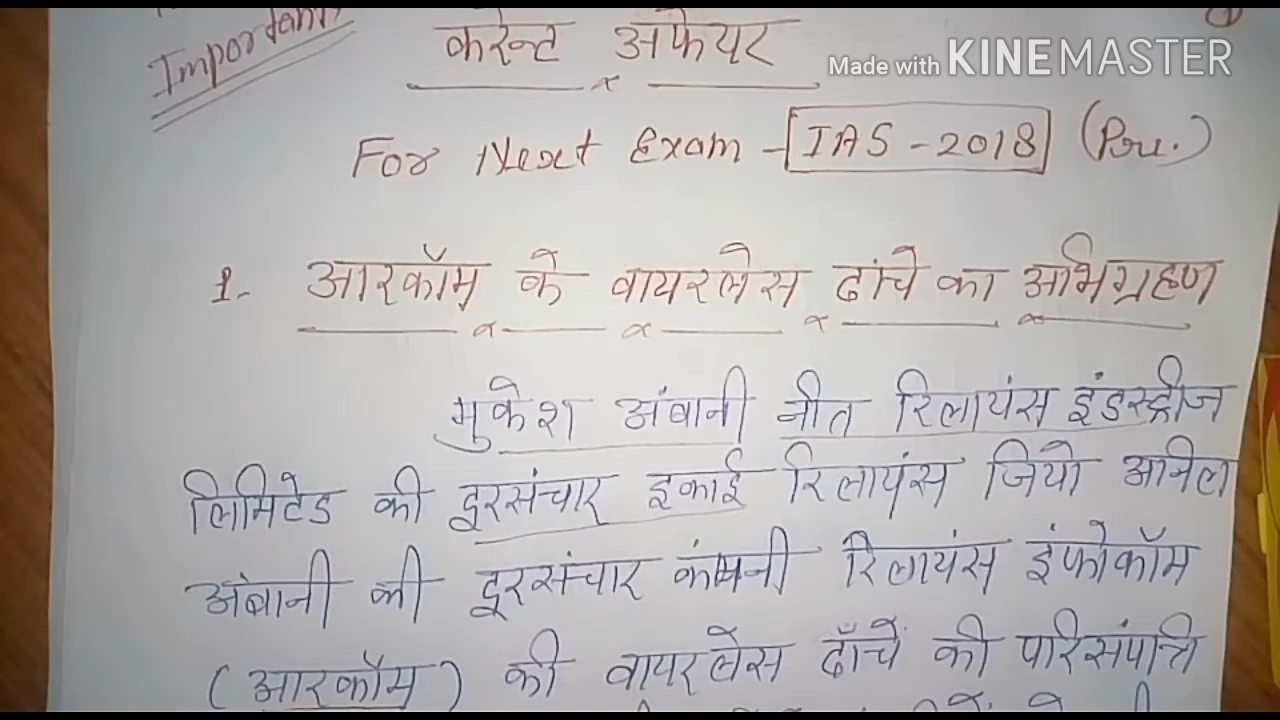 Important
करेन्ट अफेयर
Made with KINEMASTER
For Next Exam - IAS - 2018 (Pre.)
1- आरकॉम के वायरलेस ढांचे का अभिग्रहण
मुकेश अंबानी नीत रिलायंस इंडस्ट्रीज
लिमिटेड की दूरसंचार इकाई रिलायंस जियो अनिल
अंबानी की दूरसंचार कंपनी रिलायंस इंफोकॉम
(आरकॉम) की वायरलेस ढाँचें की परिसंपत्ति